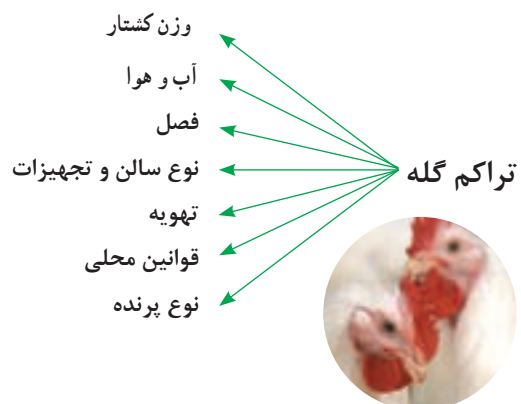 تراکم گله
وزن کشتار
آب و هوا
فصل
نوع سالن و تجهیزات
تهویه
قوانین محلی
نوع پرنده